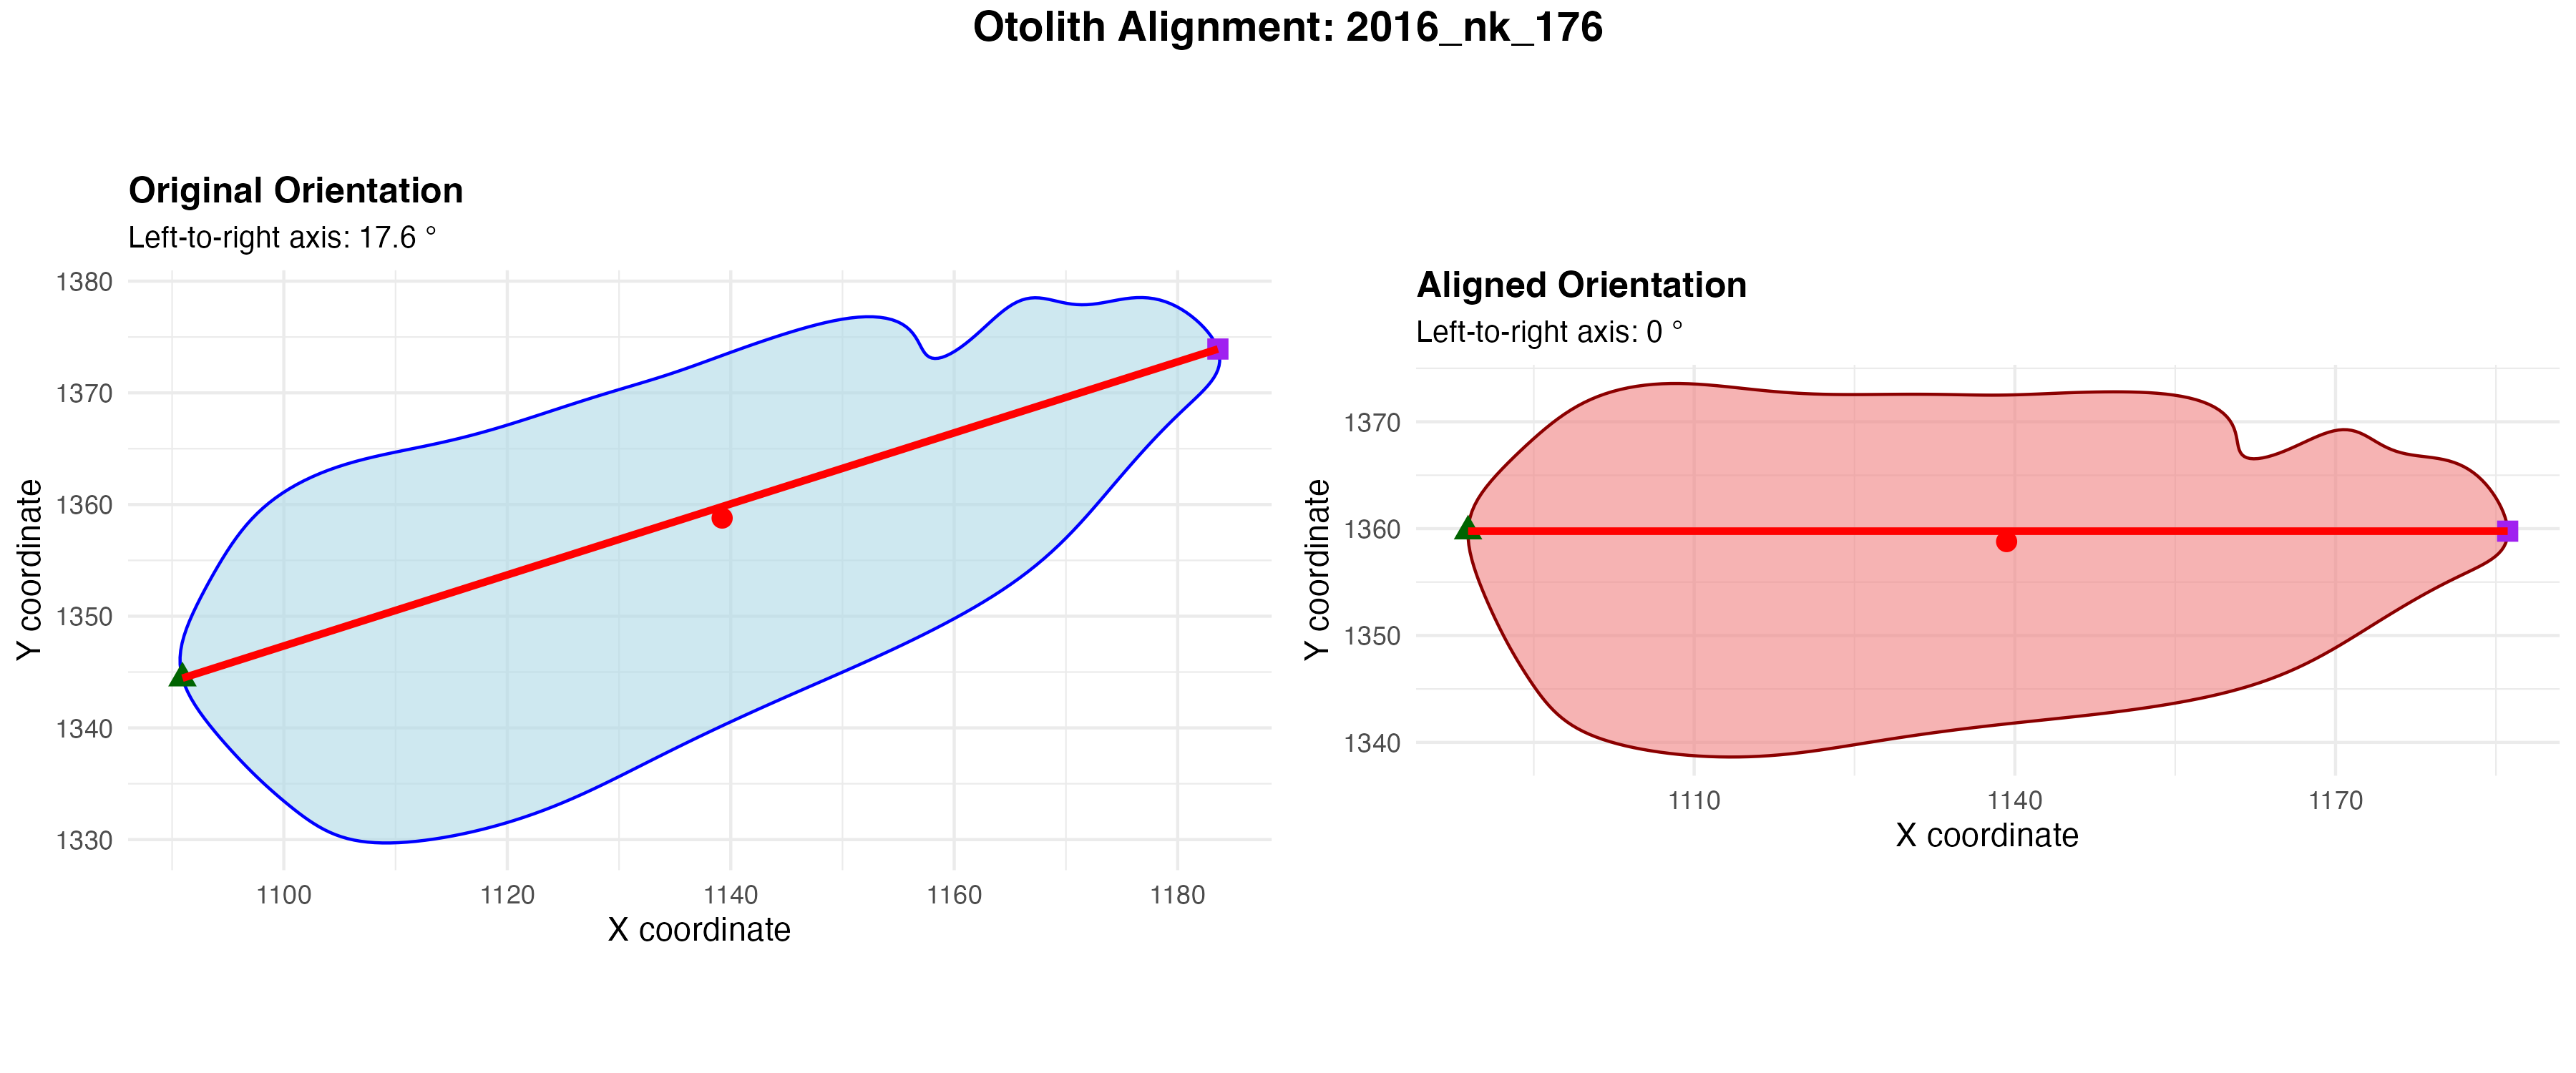 Otolith Alignment: 2016_nk_176
Original Orientation
Left-to-right axis: 17.6 °
1380
1370
1360
1350
1340
1330
Y coordinate
1100 1120 1140 1160 1180
X coordinate
Aligned Orientation
Left-to-right axis: 0 °
1370
1360
1350
1340
Y coordinate
1110 1140 1170
X coordinate